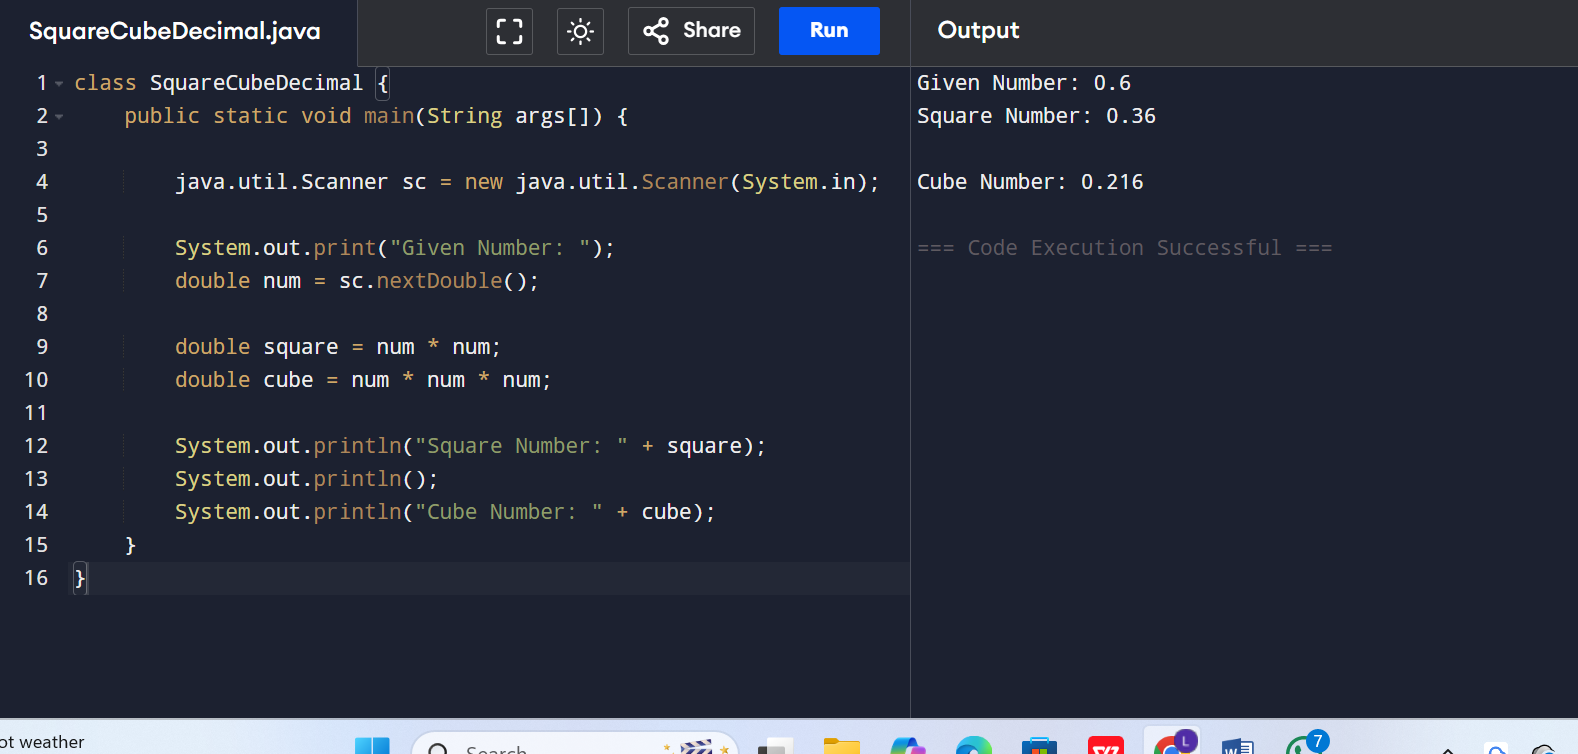 SquareCubeDecimal.java
Share
Run
Output
1 class SquareCubeDecimal {
2     public static void main(String args[]) {
3
4         java.util.Scanner sc = new java.util.Scanner(System.in);
5
6         System.out.print("Given Number: ");
7         double num = sc.nextDouble();
8
9         double square = num * num;
10         double cube = num * num * num;
11
12         System.out.println("Square Number: " + square);
13         System.out.println();
14         System.out.println("Cube Number: " + cube);
15     }
16 }
Given Number: 0.6
Square Number: 0.36
Cube Number: 0.216
=== Code Execution Successful ===
ot weather
Search
L
W
7